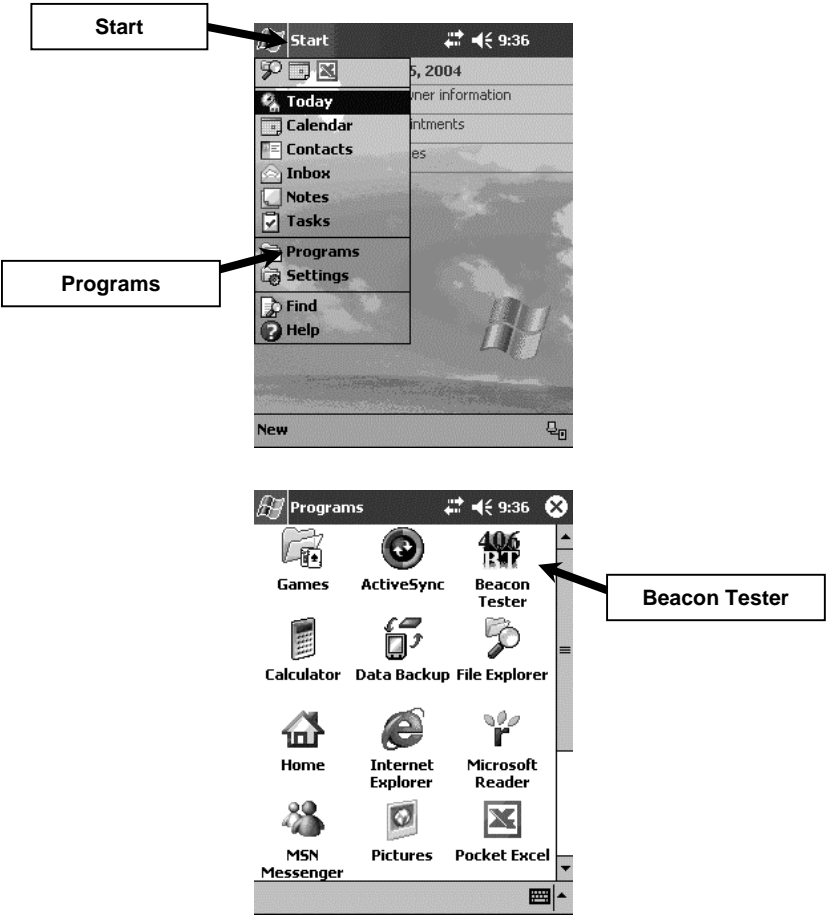 Start
Start 9:36
5, 2004
Today
wner information
Calendar
intments
Contacts
es
Inbox
Notes
Tasks
Programs
Programs
Settings
Find
Help
New
Programs 9:36
406
BT
Games ActiveSync Beacon
Tester
Beacon Tester
Calculator Data Backup File Explorer
Home Internet
Explorer Microsoft
Reader
MSN
Messenger Pictures Pocket Excel